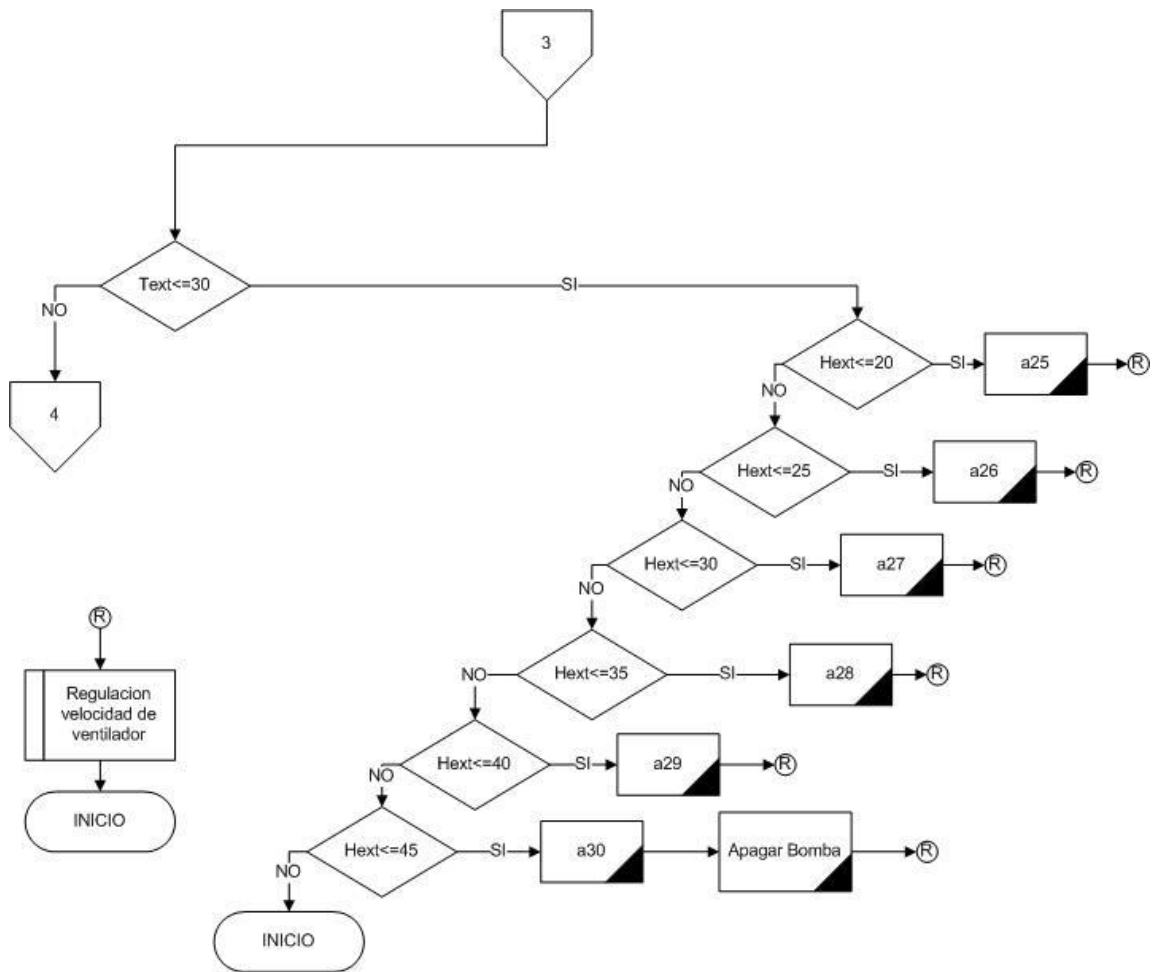 3
Text<=30
NO
SI
4
Hext<=20
SI
a25
R
NO
Hext<=25
SI
a26
R
NO
Hext<=30
SI
a27
R
NO
Hext<=35
SI
a28
R
NO
Hext<=40
SI
a29
R
NO
Hext<=45
SI
a30
Apagar Bomba
R
NO
INICIO
R
Regulacion
velocidad de
ventilador
INICIO